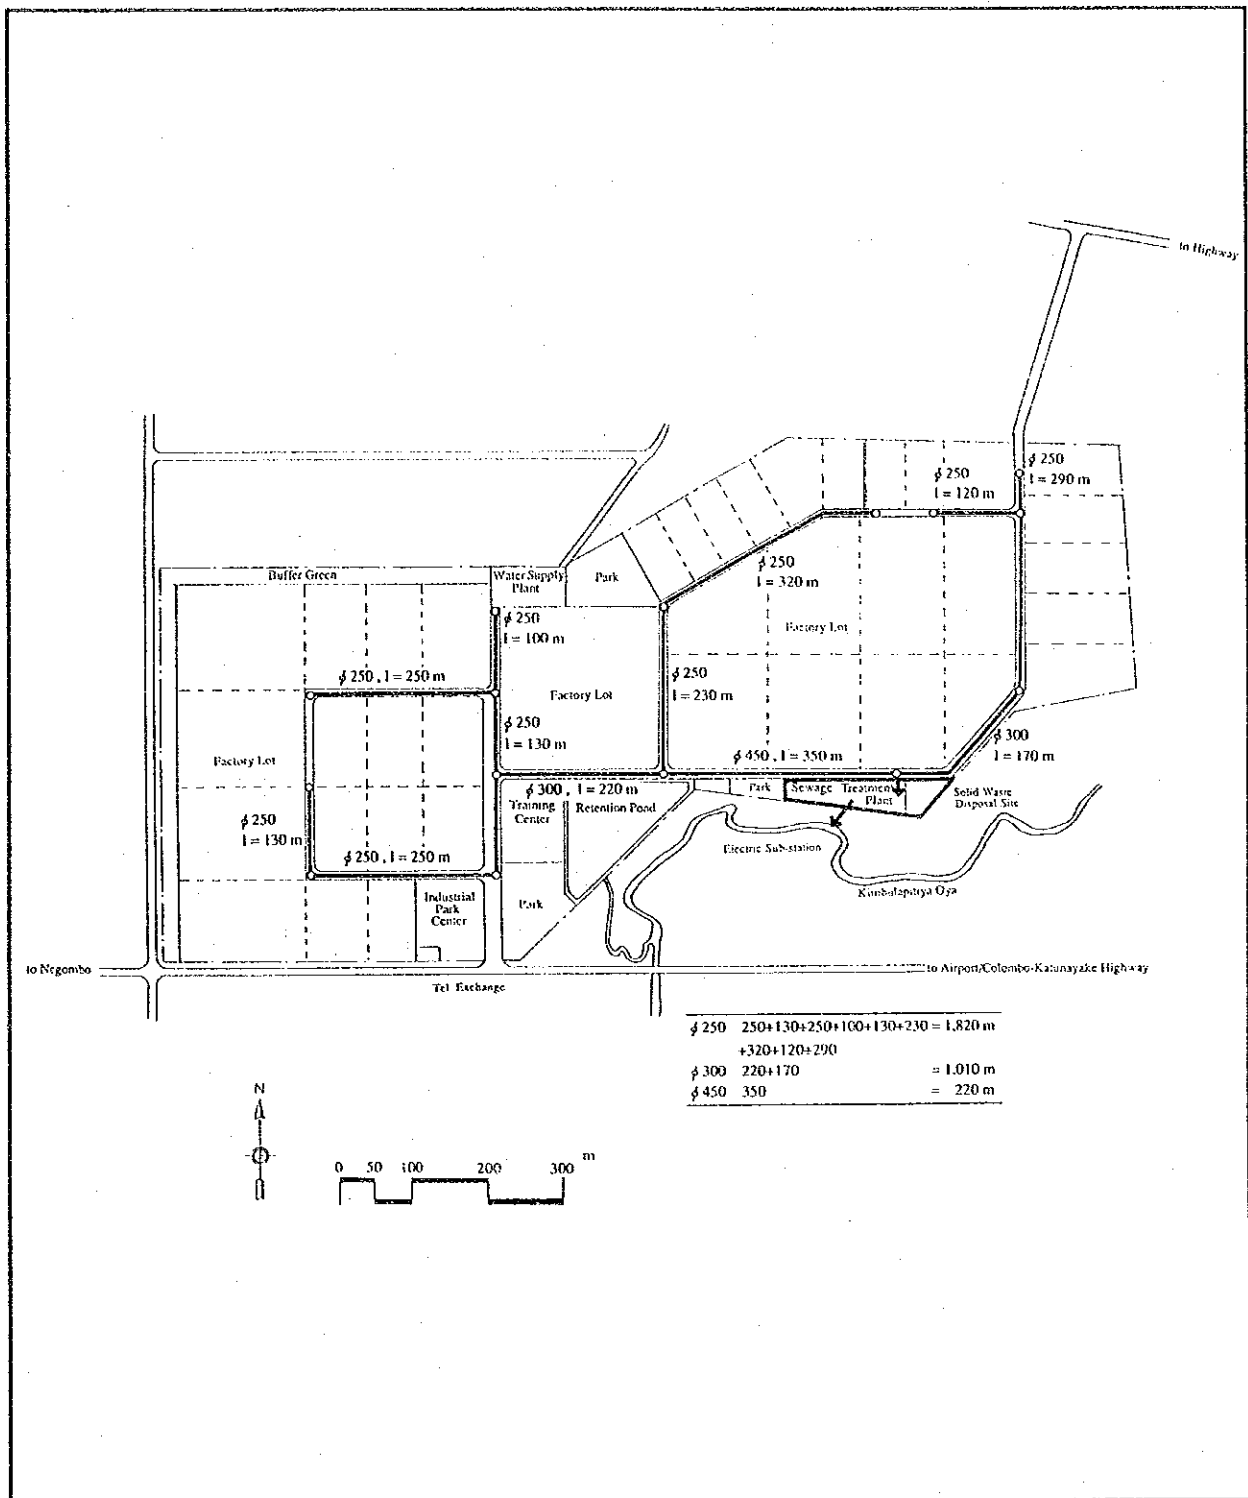 to Highway
ϕ 250
l = 290 m
ϕ 250
l = 120 m
ϕ 250
l = 320 m
Buffer Green
Water Supply
Plant
Park
ϕ 250
l = 100 m
Factory Lot
ϕ 250 , l = 250 m
ϕ 250
l = 230 m
Factory Lot
ϕ 250
l = 130 m
Factory Lot
ϕ 450 , l = 350 m
ϕ 300
l = 170 m
ϕ 300 , l = 220 m
Park
Sewage Treatment
Plant
Solid Waste
Disposal Site
Training
Center
Retention Pond
ϕ 250
l = 130 m
Electric Sub-station
ϕ 250 , l = 250 m
Kimbulapitiya Oya
Industrial
Park
Center
Park
to Negombo
to Airport/Colombo-Katunayake Highway
Tel Exchange
ϕ 250 250+130+250+100+130+230 = 1,820 m
+320+120+290
ϕ 300 220+170 = 1.010 m
ϕ 450 350 = 220 m
N
0 50 100 200 300 m